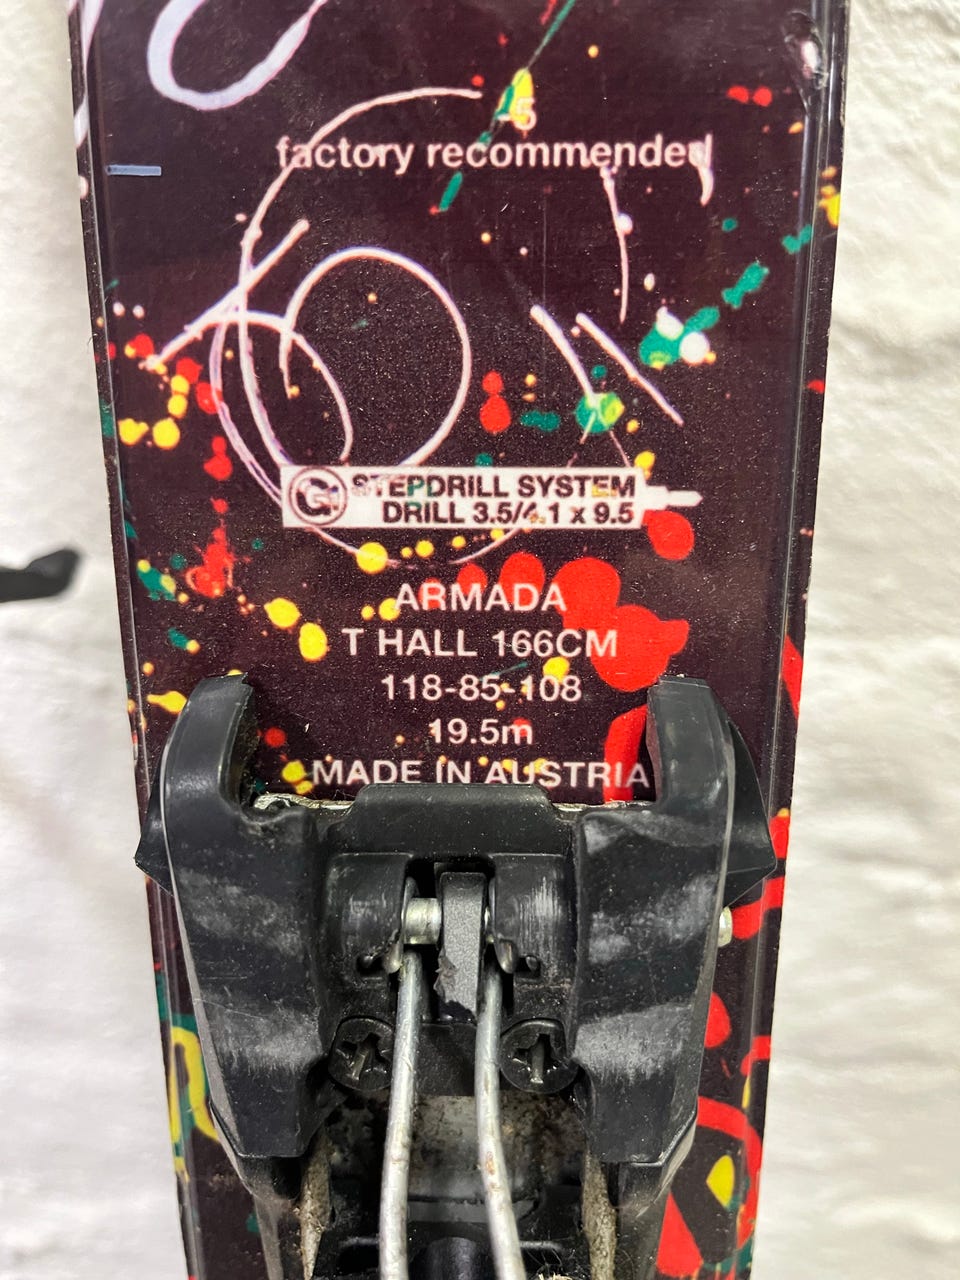 -5
factory recommended
G STEPDRILL SYSTEM
DRILL 3.5/4.1 x 9.5
ARMADA
T HALL 166CM
118-85-108
19.5m
MADE IN AUSTRIA